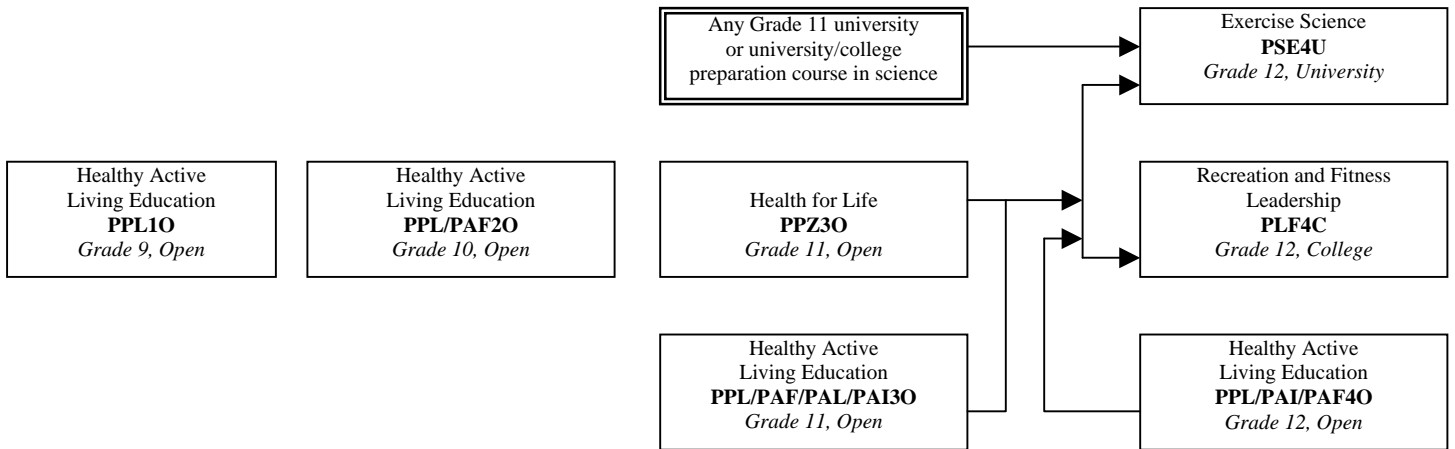 Any Grade 11 university
or university/college
preparation course in science
Exercise Science
PSE4U
Grade 12, University
Healthy Active
Living Education
PPL1O
Grade 9, Open
Healthy Active
Living Education
PPL/PAF2O
Grade 10, Open
Health for Life
PPZ3O
Grade 11, Open
Recreation and Fitness
Leadership
PLF4C
Grade 12, College
Healthy Active
Living Education
PPL/PAF/PAL/PAI3O
Grade 11, Open
Healthy Active
Living Education
PPL/PAI/PAF4O
Grade 12, Open